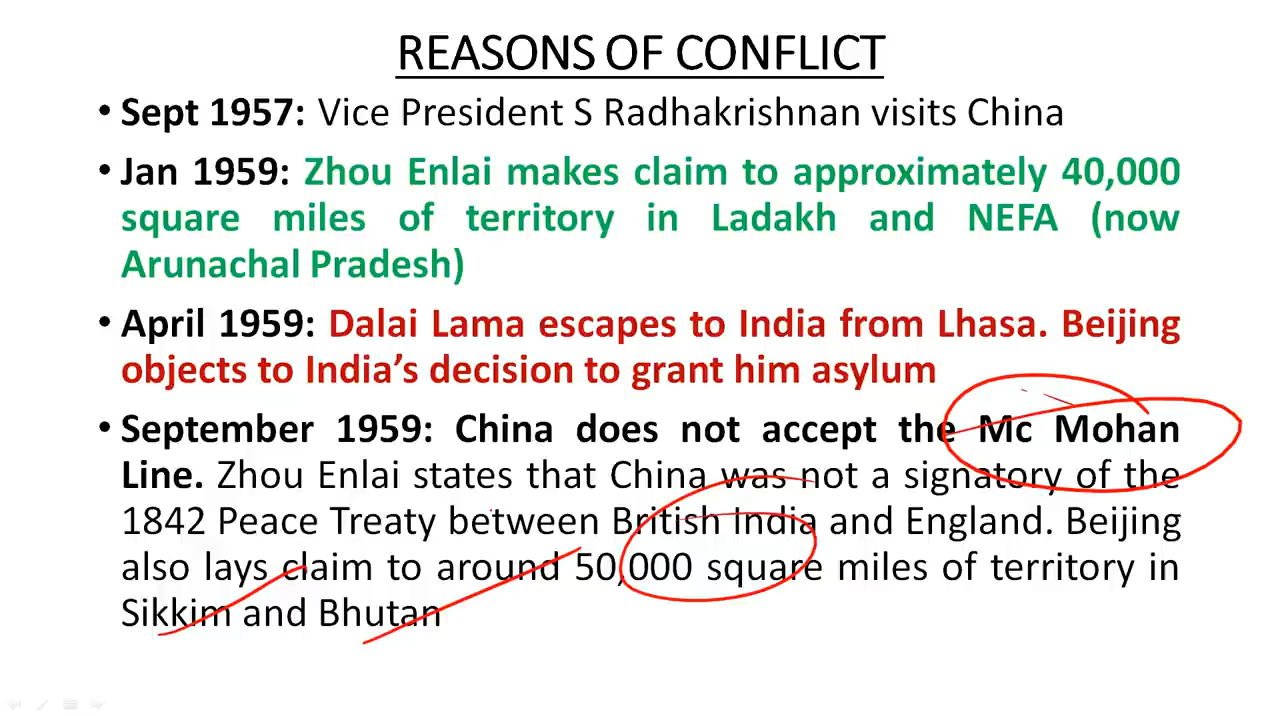 REASONS OF CONFLICT
• Sept 1957: Vice President S Radhakrishnan visits China
• Jan 1959: Zhou Enlai makes claim to approximately 40,000
square miles of territory in Ladakh and NEFA (now
Arunachal Pradesh)
• April 1959: Dalai Lama escapes to India from Lhasa. Beijing
objects to India’s decision to grant him asylum
• September 1959: China does not accept the Mc Mohan
Line. Zhou Enlai states that China was not a signatory of the
1842 Peace Treaty between British India and England. Beijing
also lays claim to around 50,000 square miles of territory in
Sikkim and Bhutan